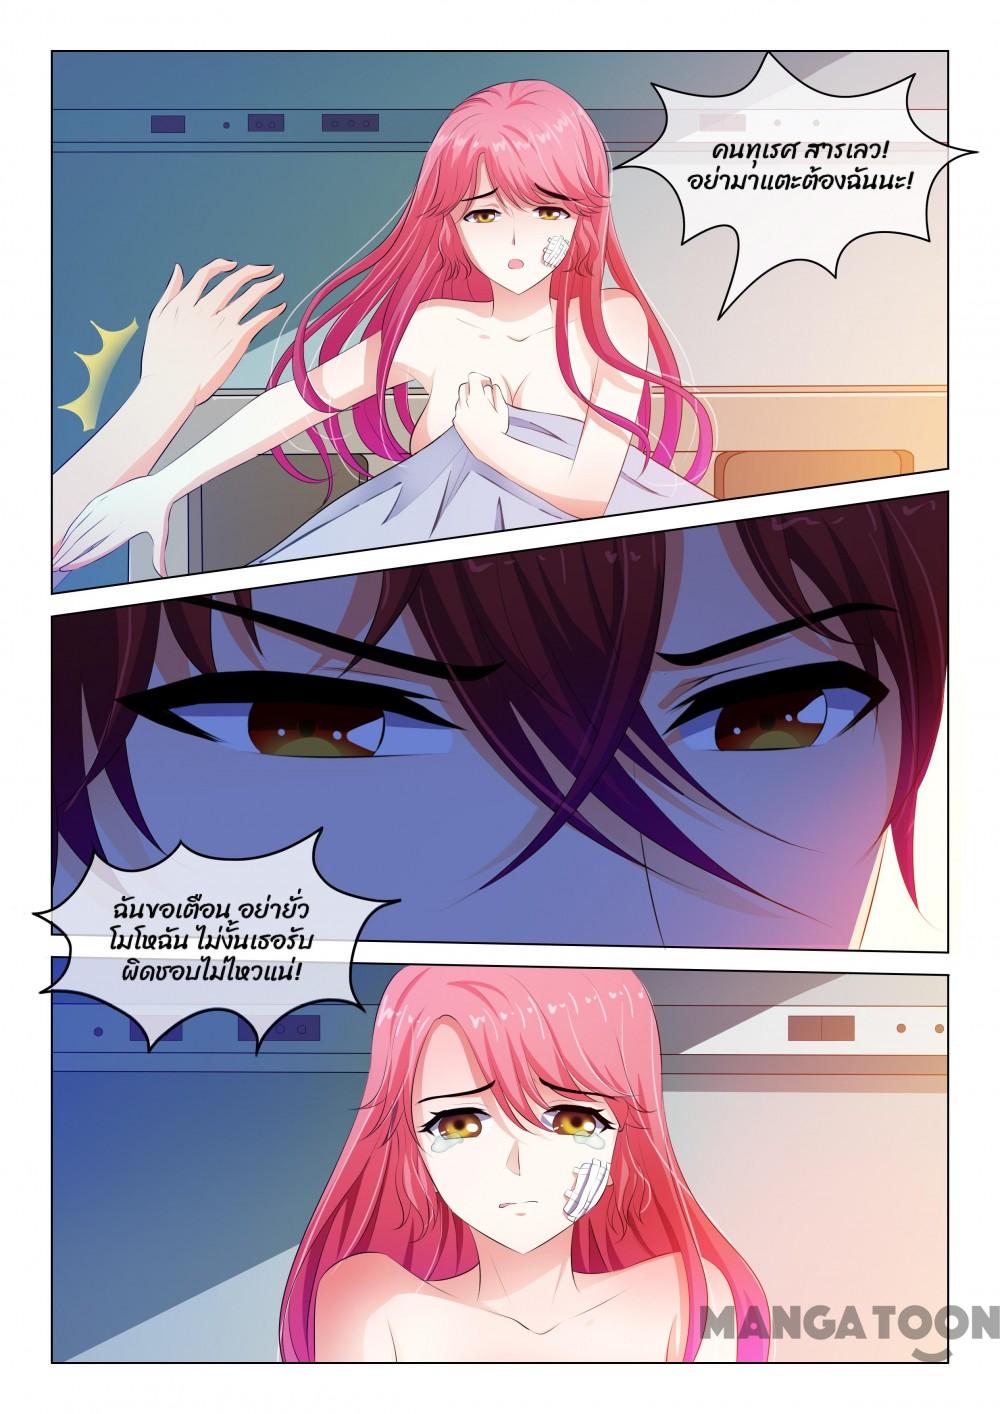 คนทุเรศ สารเลว!
อย่ามาแตะต้องฉันนะ!
ฉันขอเตือน อย่ายั่ว
โมโหฉัน ไม่งั้นเธอรับ
ผิดชอบไม่ไหวแน่!
MANGATOON